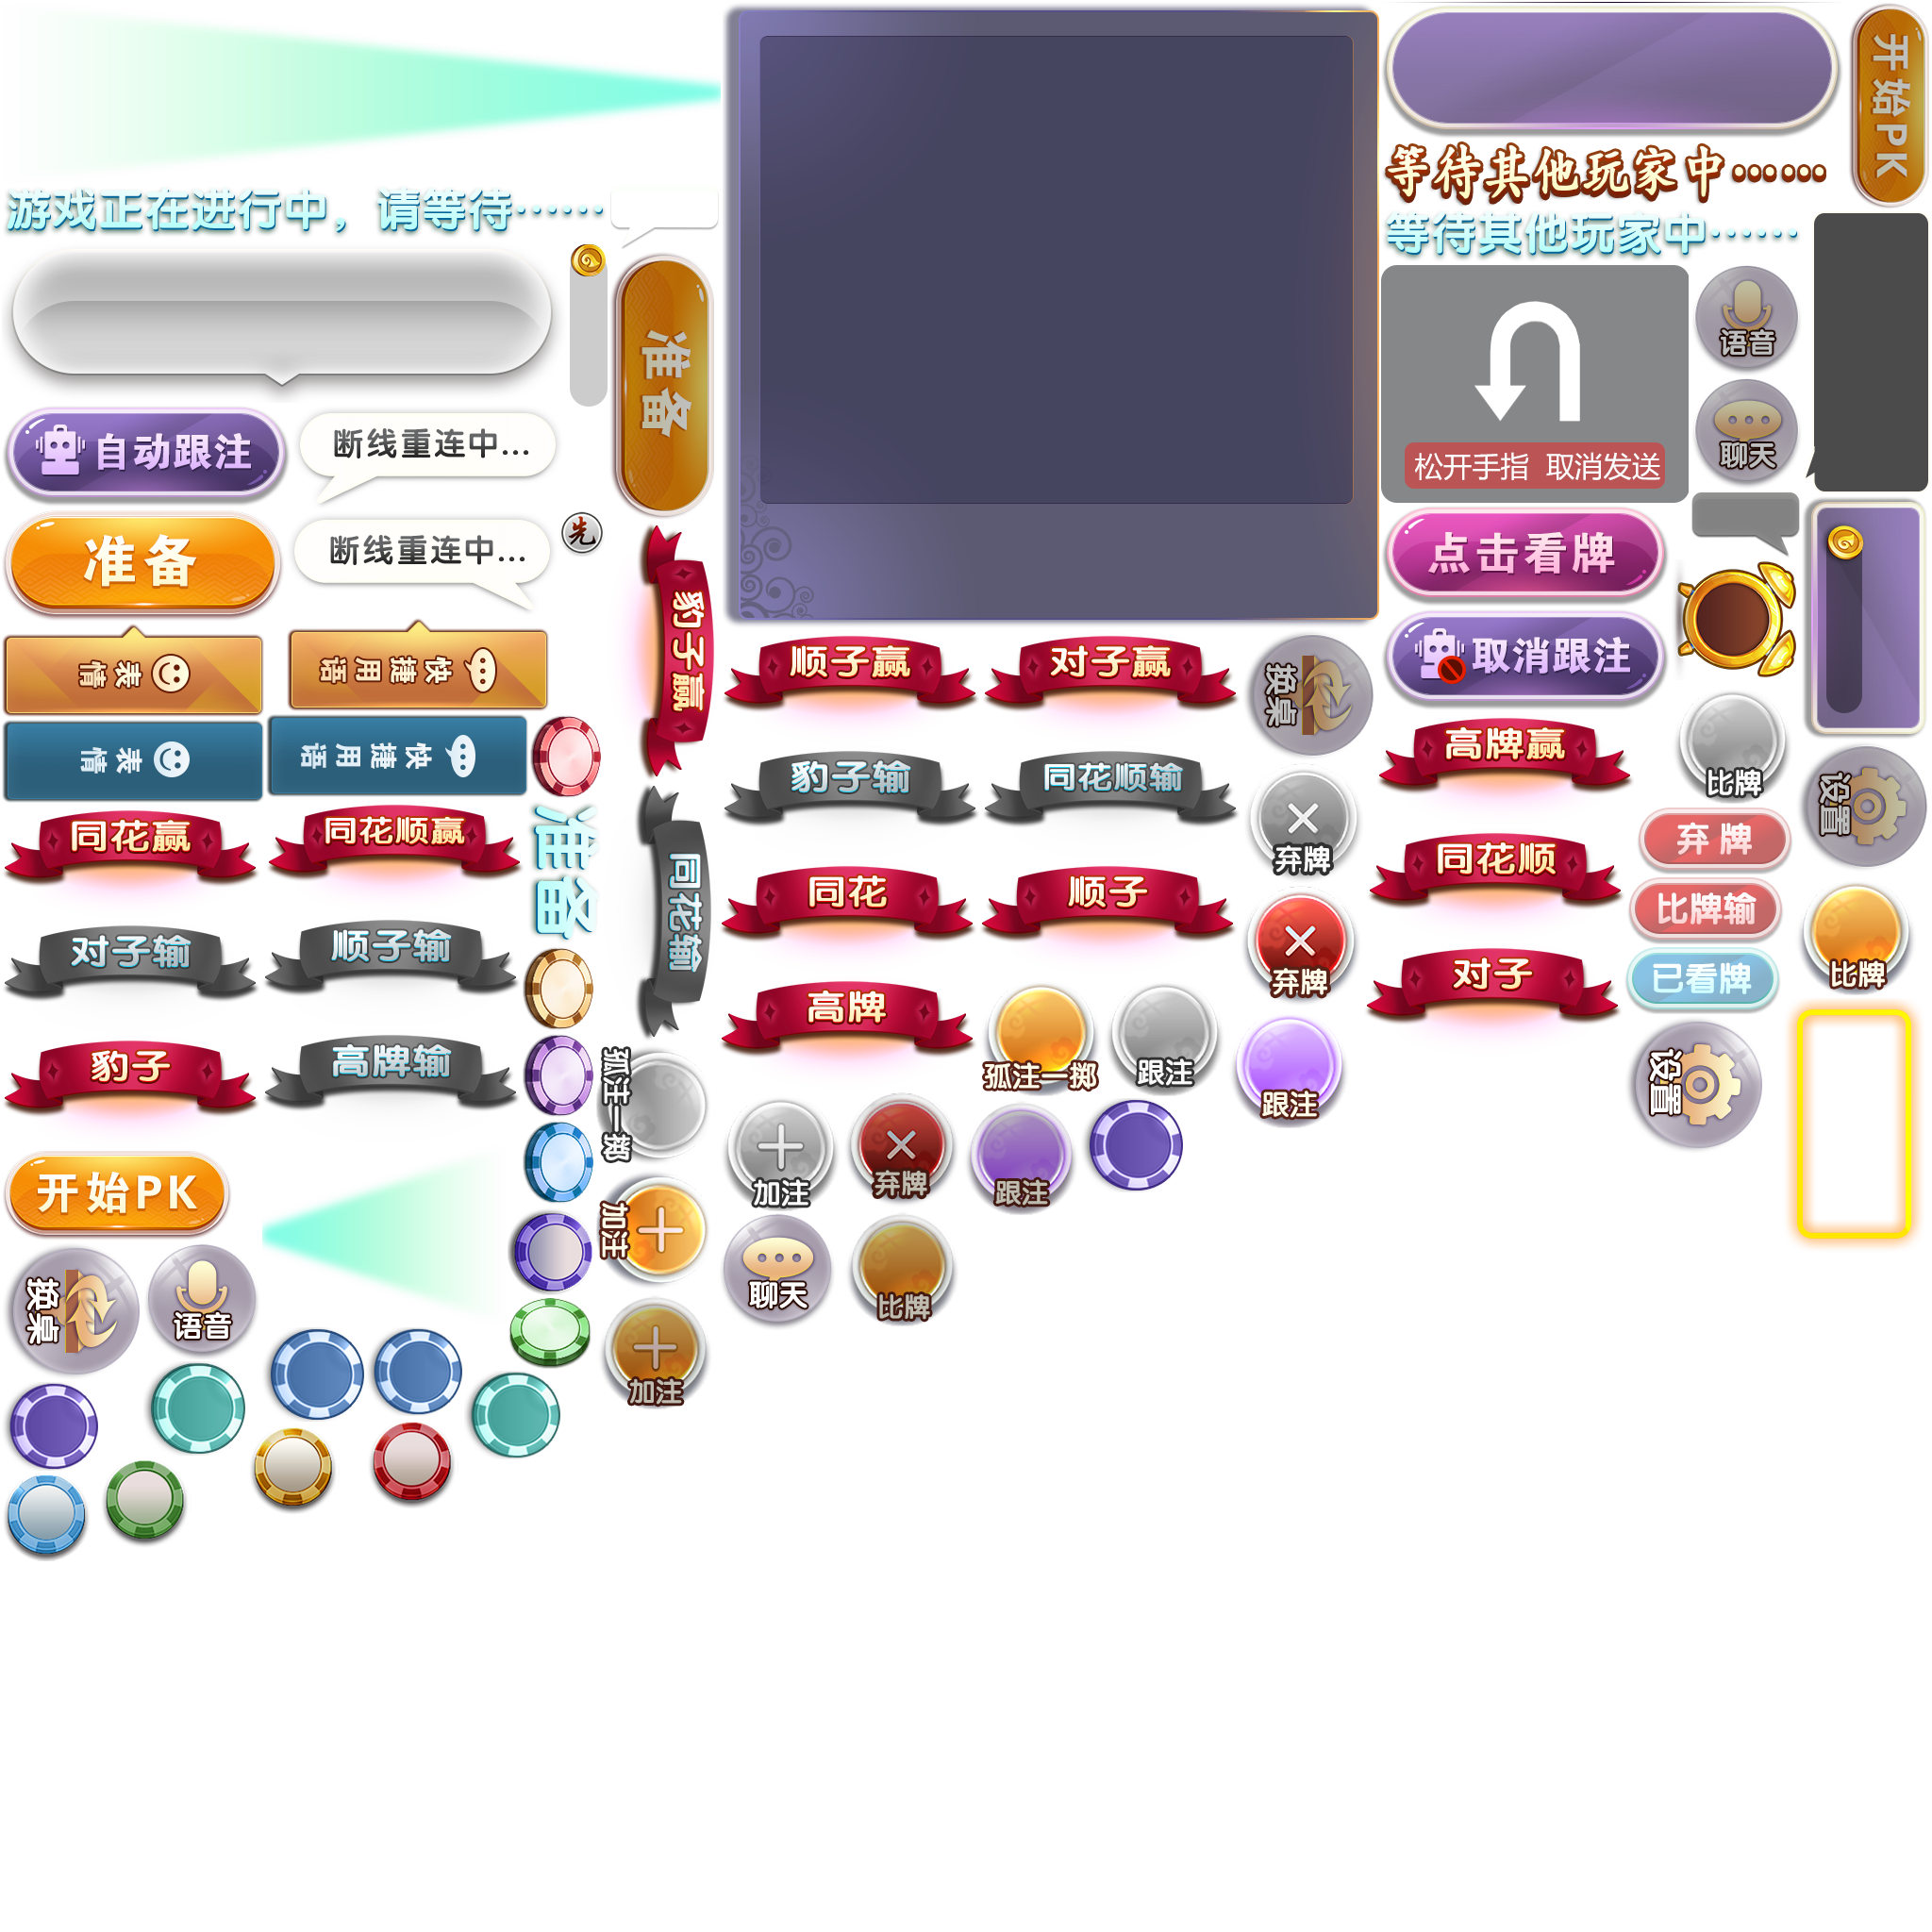 开始PK
等待其他玩家中……
游戏正在进行中，请等待……
等待其他玩家中……
语音
准备
自动跟注
断线重连中...
聊天
松开手指 取消发送
先
准备
断线重连中...
点击看牌
豹子赢
表情
快捷用语
顺子赢
对子赢
换桌
取消跟注
表情
快捷用语
高牌赢
豹子输
同花顺输
比牌
设置
同花赢
同花顺赢
准备
弃牌
弃牌
同花顺
同花输
同花
顺子
比牌输
对子输
顺子输
弃牌
对子
已看牌
比牌
高牌
豹子
高牌输
孤注一掷
孤注一掷
跟注
跟注
设置
开始PK
加注
加注
弃牌
跟注
换桌
语音
聊天
比牌
加注